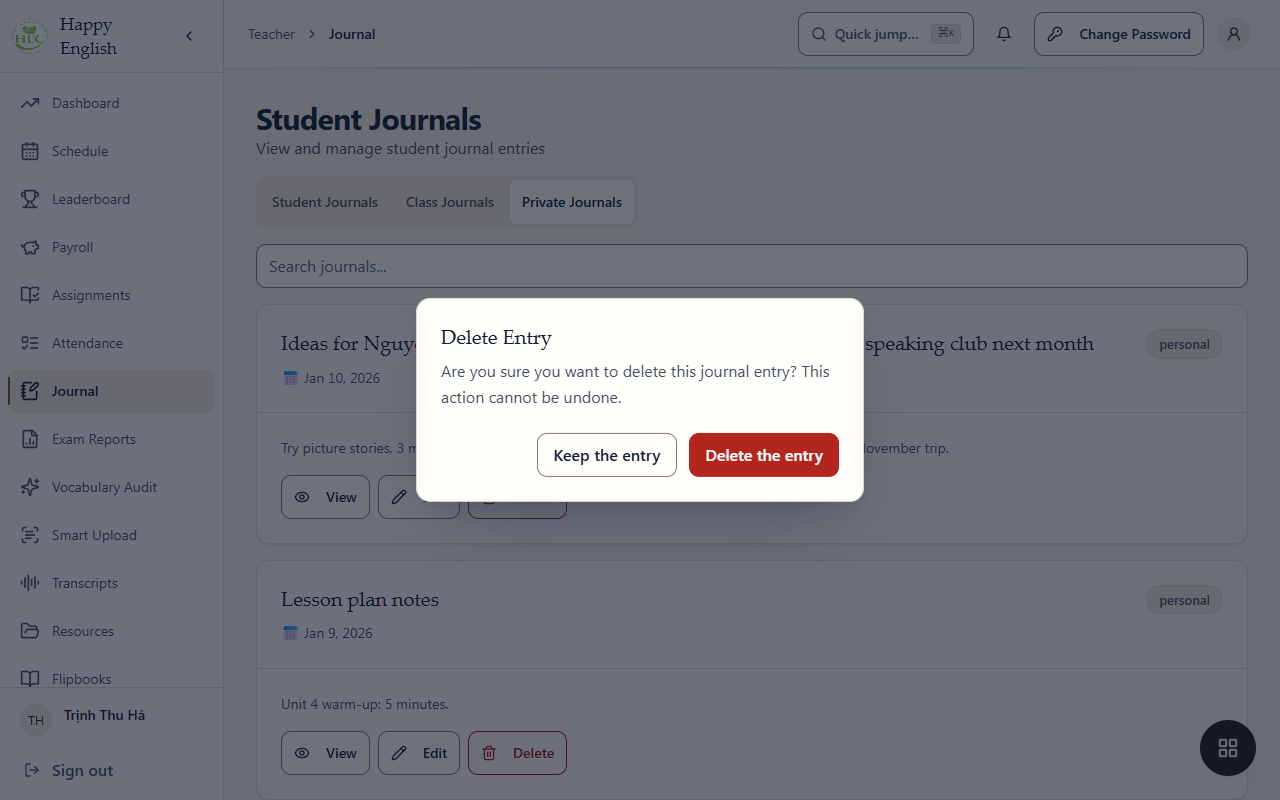 HEC
Happy
English
Dashboard
Schedule
Leaderboard
Payroll
Assignments
Attendance
Journal
Exam Reports
Vocabulary Audit
Smart Upload
Transcripts
Resources
Flipbooks
TH
Trịnh Thu Hà
Sign out
Teacher
Journal
Quick jump...
⌘K
Change Password
Student Journals
View and manage student journal entries
Student Journals
Class Journals
Private Journals
Search journals...
Ideas for
speaking club next month
personal
Jan 10, 2026
Try picture stories, 3
trip.
View
Delete Entry
Are you sure you want to delete this journal entry? This
action cannot be undone.
Keep the entry
Delete the entry
Lesson plan notes
personal
Jan 9, 2026
Unit 4 warm-up: 5 minutes.
View
Edit
Delete